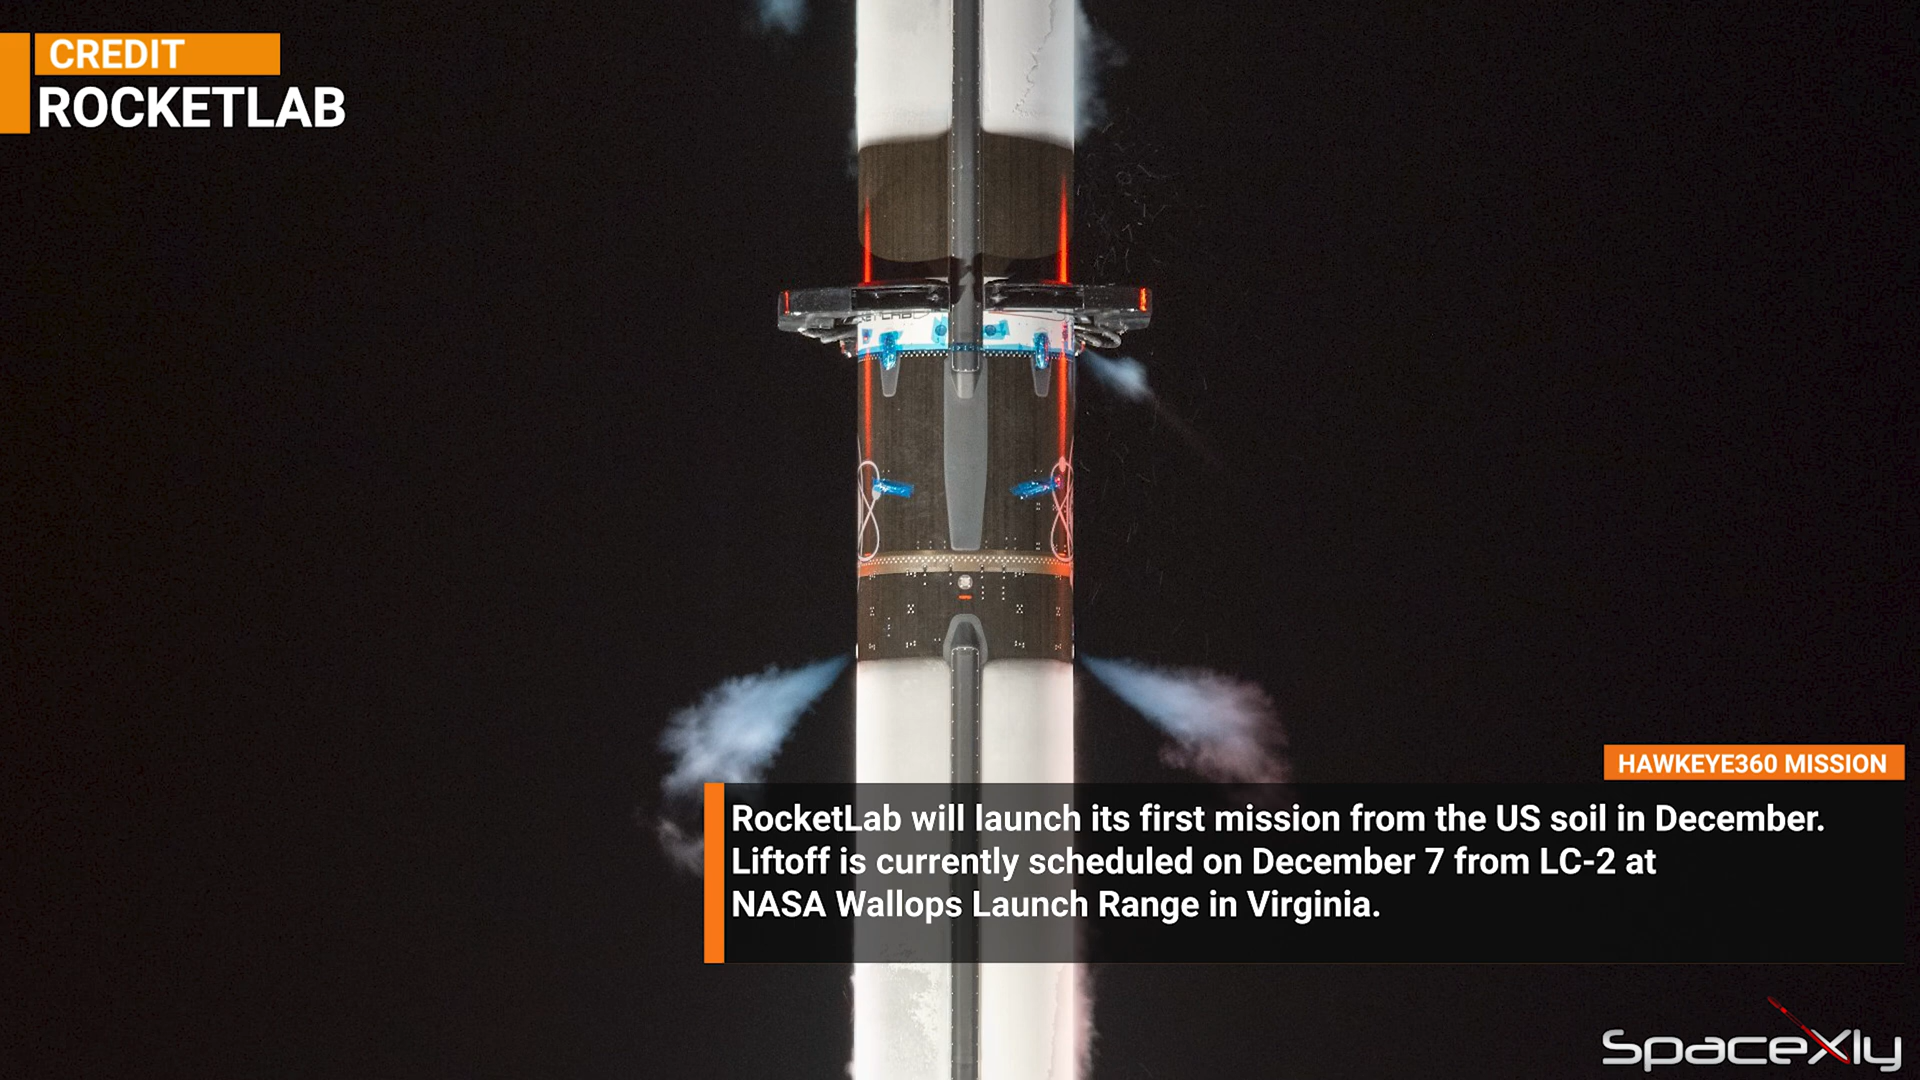 CREDIT
ROCKETLAB
HAWKEYE360 MISSION
RocketLab will launch its first mission from the US soil in December.
Liftoff is currently scheduled on December 7 from LC-2 at
NASA Wallops Launch Range in Virginia.
SpaceXly